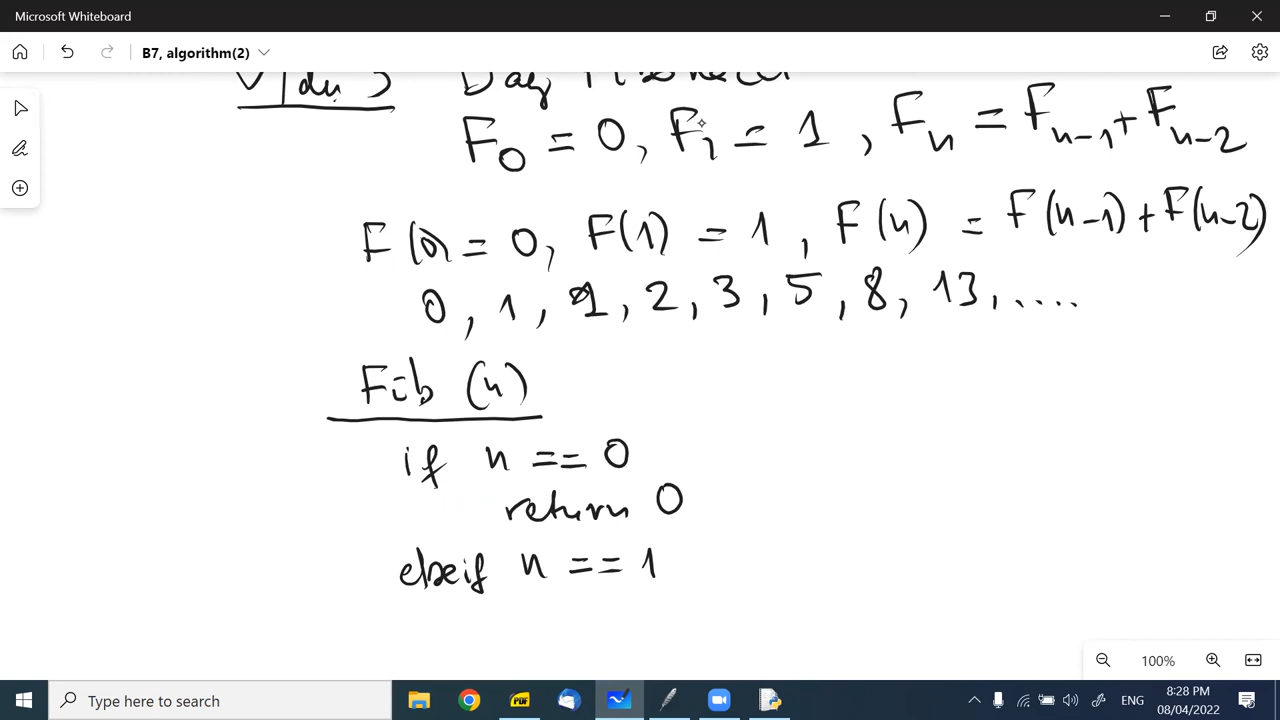 Microsoft Whiteboard
B7, algorithm(2)
F₀ = 0, F₁ = 1, Fₙ = Fₙ₋₁ + Fₙ₋₂
F(0) = 0, F(1) = 1, F(n) = F(n-1) + F(n-2)
0, 1, 1, 2, 3, 5, 8, 13, ....
Fib (n)
if n == 0
return 0
elseif n == 1
100%
Type here to search
PDF
ENG
8:28 PM
08/04/2022